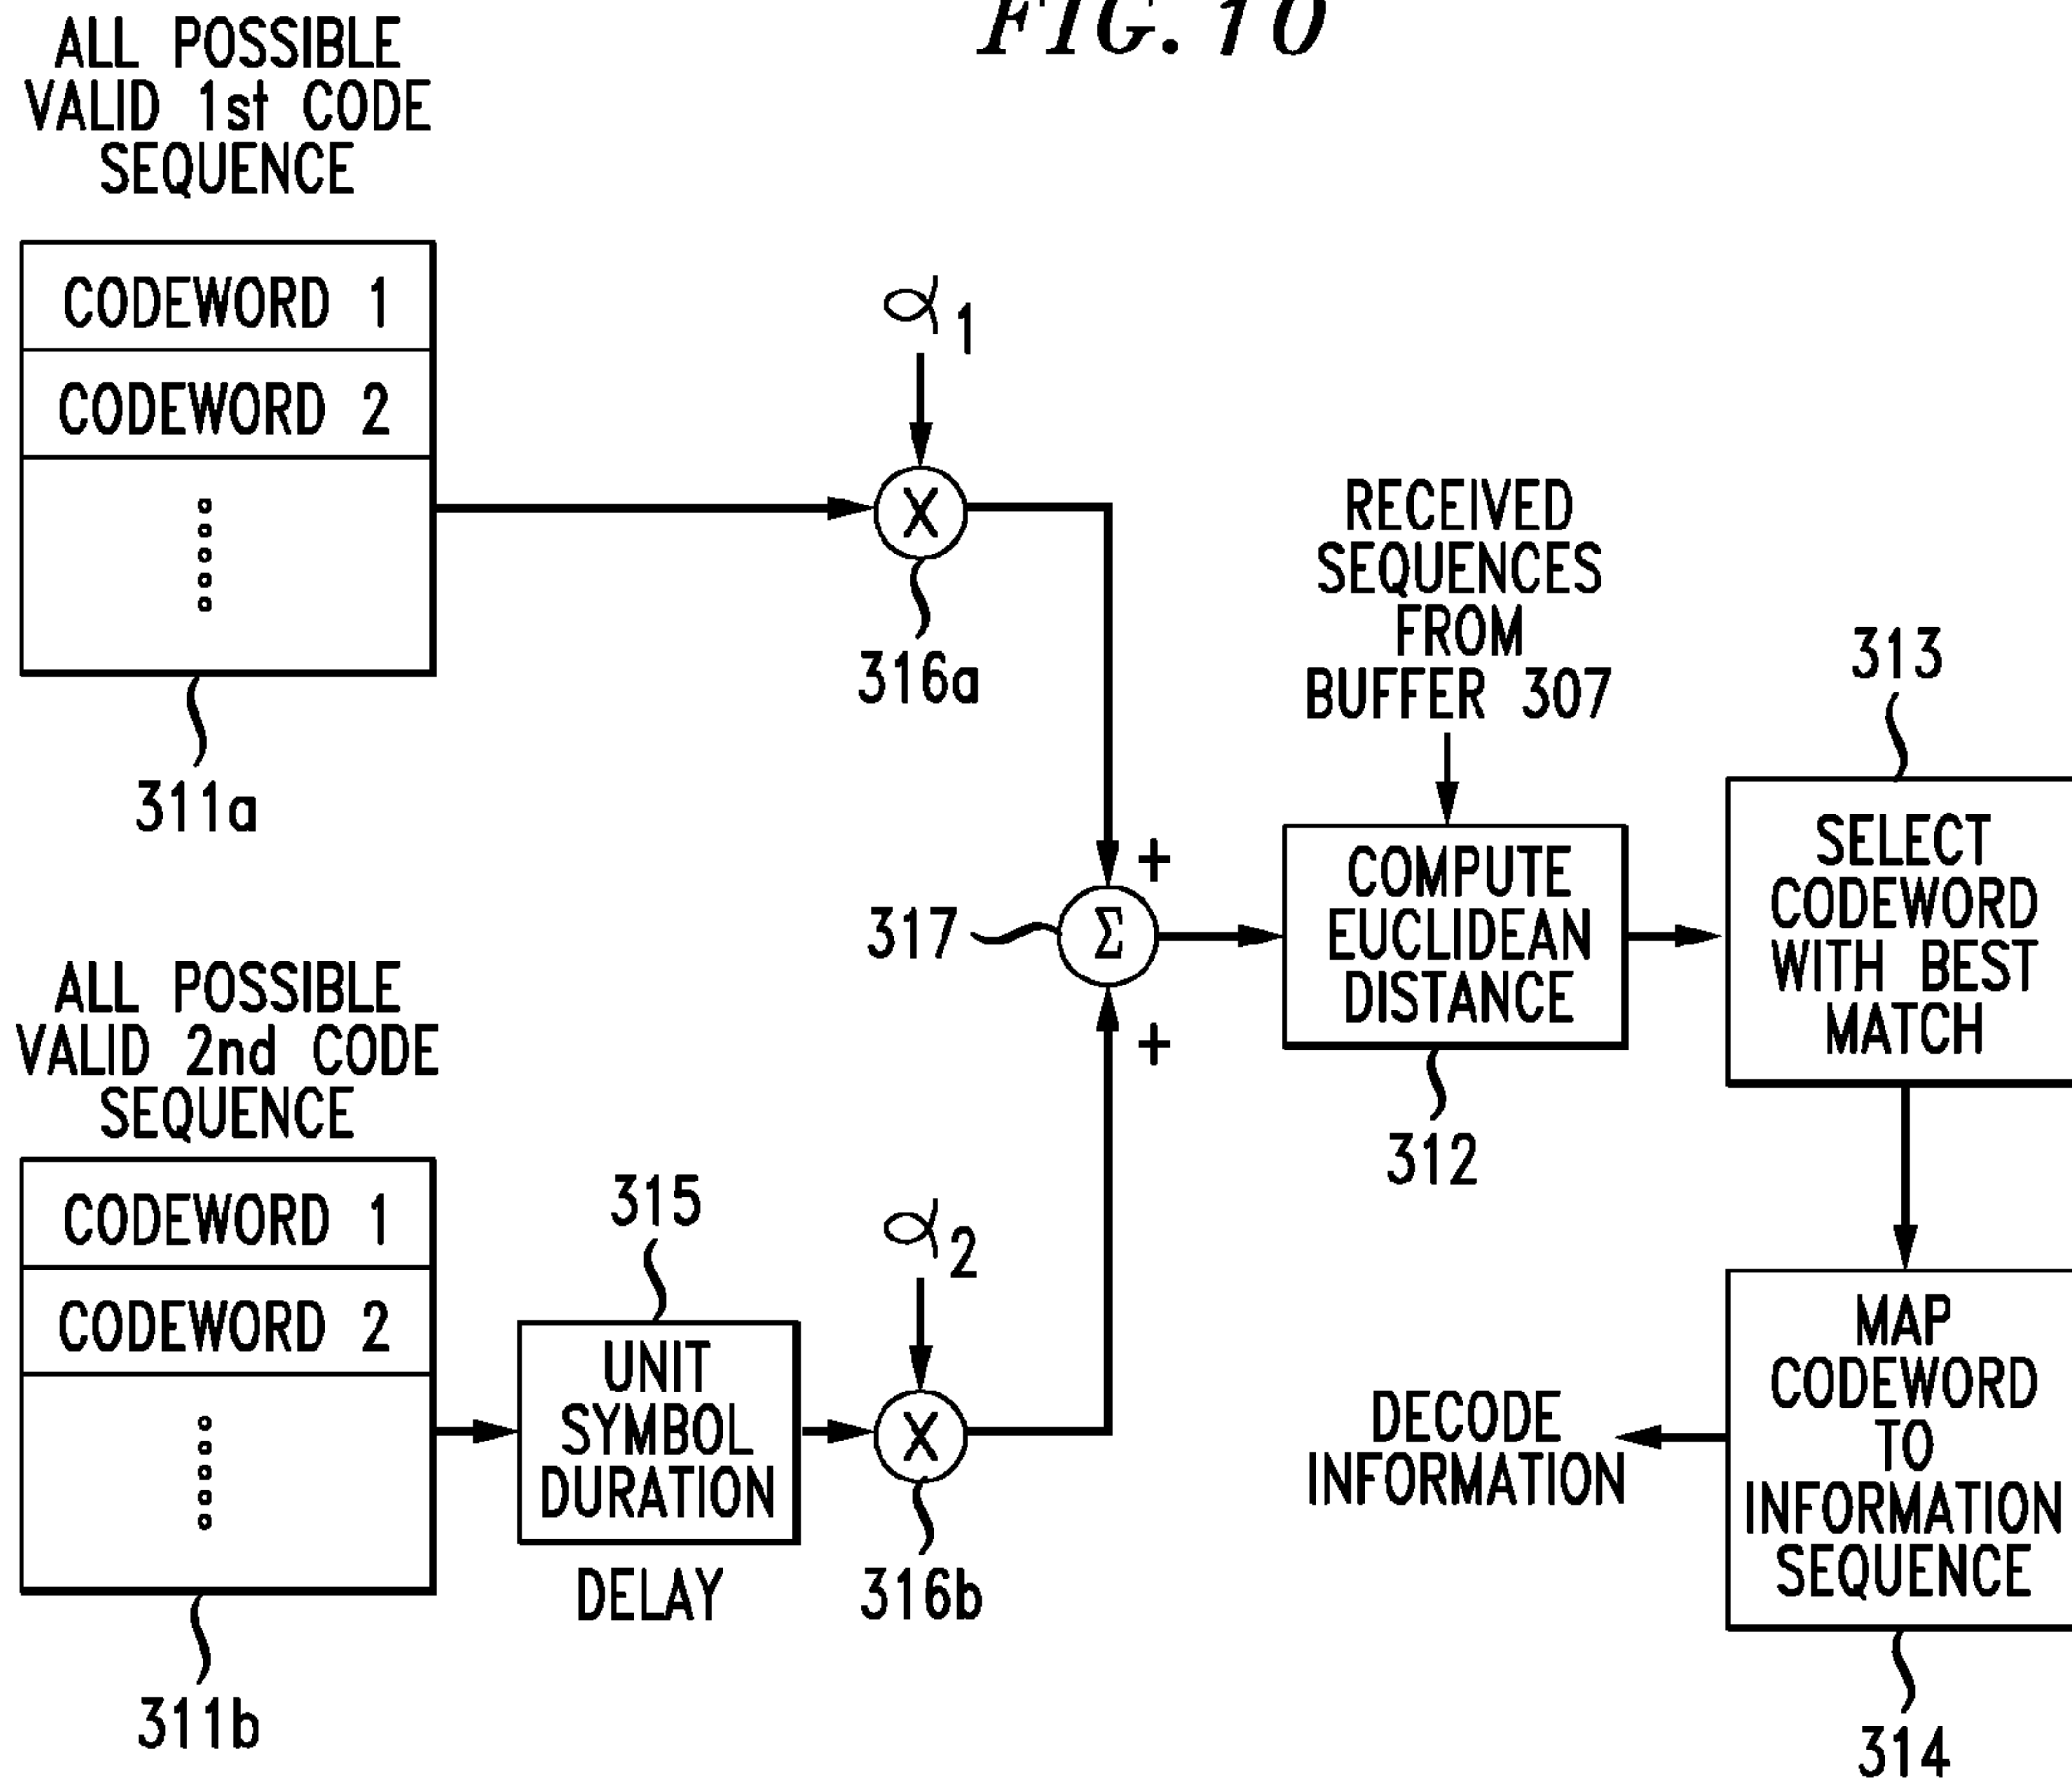 FIG. 10
ALL POSSIBLE
VALID 1st CODE
SEQUENCE
CODEWORD 1
CODEWORD 2
311a
α1
X
316a
ALL POSSIBLE
VALID 2nd CODE
SEQUENCE
CODEWORD 1
CODEWORD 2
311b
315
UNIT
SYMBOL
DURATION
DELAY
α2
X
316b
317
Σ
+
+
RECEIVED
SEQUENCES
FROM
BUFFER 307
COMPUTE
EUCLIDEAN
DISTANCE
312
313
SELECT
CODEWORD
WITH BEST
MATCH
MAP
CODEWORD
TO
INFORMATION
SEQUENCE
314
DECODE
INFORMATION